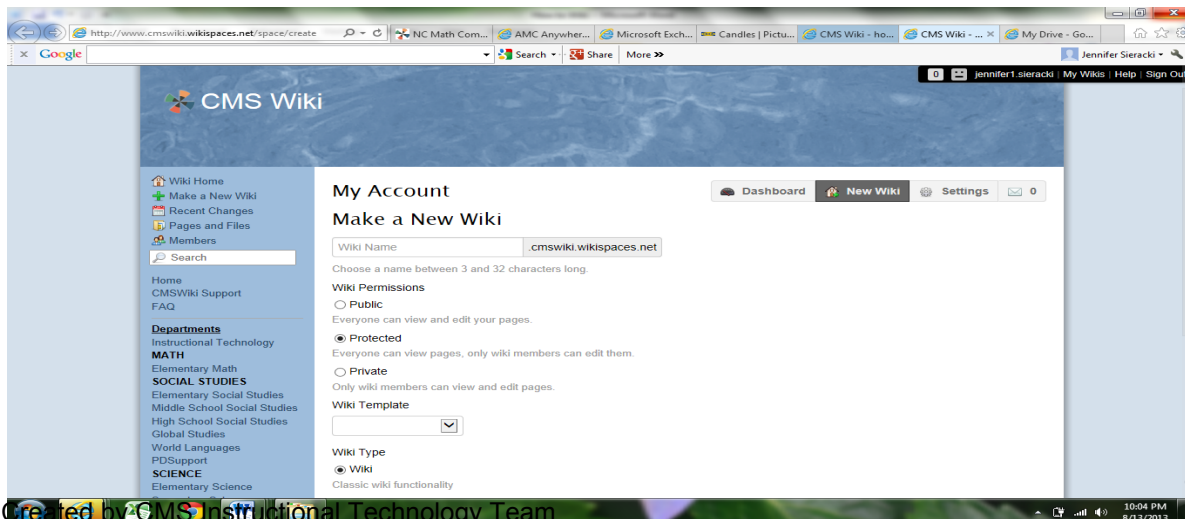 http://www.cmswiki.wikispaces.net/space/create
NC Math Com...
AMC Anywher...
Microsoft Exch...
Candles | Pictu...
CMS Wiki - ho...
CMS Wiki - ...
My Drive - Go...
x Google
Search
Share
More »
Jennifer Sieracki
0
jennifer1.sieracki | My Wikis | Help | Sign Out
CMS Wiki
Wiki Home
Make a New Wiki
Recent Changes
Pages and Files
Members
Search
Home
CMSWiki Support
FAQ
Departments
Instructional Technology
MATH
Elementary Math
SOCIAL STUDIES
Elementary Social Studies
Middle School Social Studies
High School Social Studies
Global Studies
World Languages
PDSupport
SCIENCE
Elementary Science
My Account
Dashboard
New Wiki
Settings
0
Make a New Wiki
Wiki Name
.cmswiki.wikispaces.net
Choose a name between 3 and 32 characters long.
Wiki Permissions
Public
Everyone can view and edit your pages.
Protected
Everyone can view pages, only wiki members can edit them.
Private
Only wiki members can view and edit pages.
Wiki Template
Wiki Type
Wiki
Classic wiki functionality
Created by CMS Instructional Technology Team
10:04 PM
8/13/2013